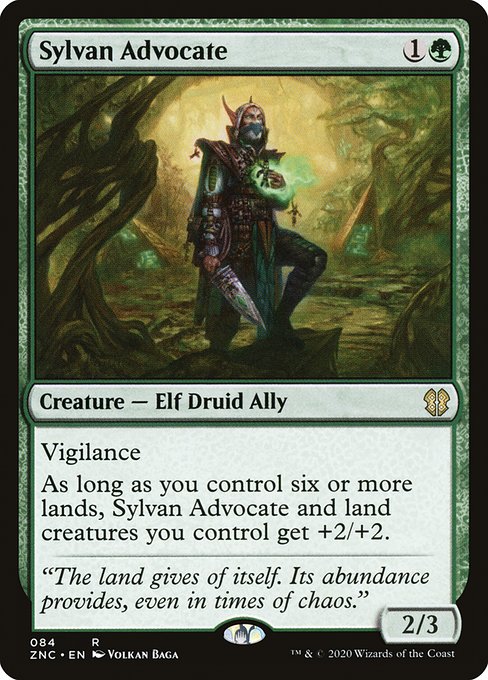 Sylvan Advocate 1
Creature — Elf Druid Ally
Vigilance
As long as you control six or more
lands, Sylvan Advocate and land
creatures you control get +2/+2.
“The land gives of itself. Its abundance
provides, even in times of chaos.”
2/3
084 R
ZNC • EN Volkan Baga
™ & © 2020 Wizards of the Coast